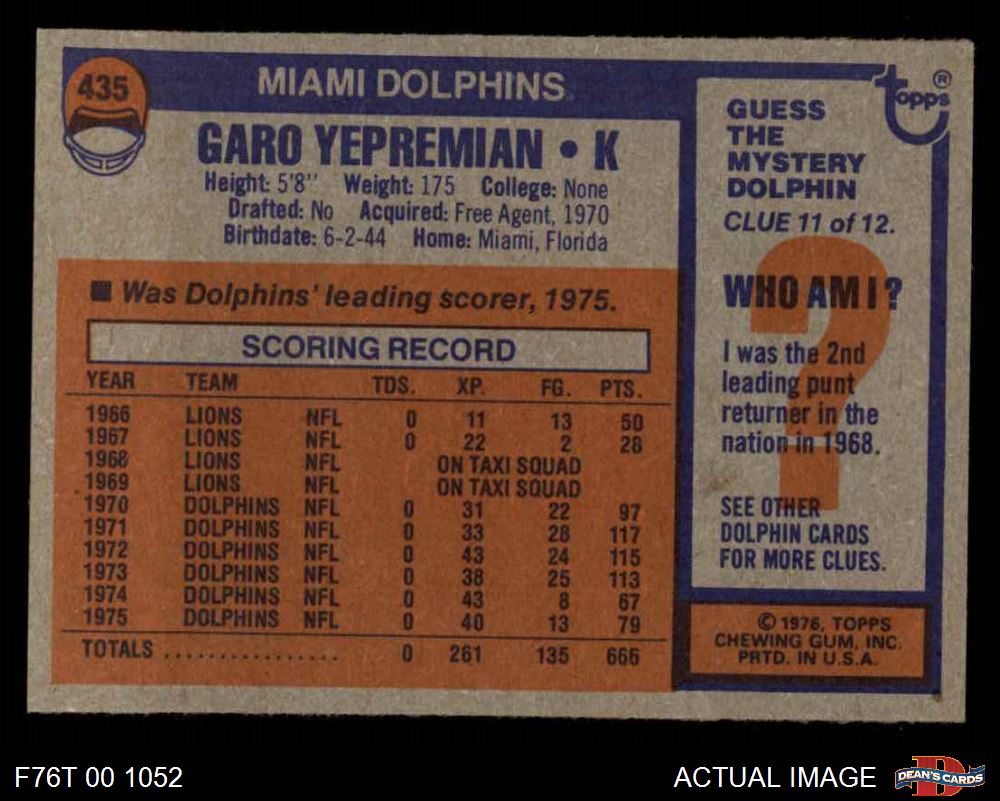 435
MIAMI DOLPHINS
GARO YEPREMIAN • K
Height: 5'8" Weight: 175 College: None
Drafted: No Acquired: Free Agent, 1970
Birthdate: 6-2-44 Home: Miami, Florida
■ Was Dolphins' leading scorer, 1975.
SCORING RECORD
YEAR TEAM TDS. XP. FG. PTS.
1966 LIONS NFL 0 11 13 50
1967 LIONS NFL 0 22 2 28
1968 LIONS NFL ON TAXI SQUAD
1969 LIONS NFL ON TAXI SQUAD
1970 DOLPHINS NFL 0 31 22 97
1971 DOLPHINS NFL 0 33 28 117
1972 DOLPHINS NFL 0 43 24 115
1973 DOLPHINS NFL 0 38 25 113
1974 DOLPHINS NFL 0 43 8 67
1975 DOLPHINS NFL 0 40 13 79
TOTALS ................ 0 261 135 666
topps®
GUESS
THE
MYSTERY
DOLPHIN
CLUE 11 of 12.
WHO AM I?
?
I was the 2nd
leading punt
returner in the
nation in 1968.
SEE OTHER
DOLPHIN CARDS
FOR MORE CLUES.
© 1976, TOPPS
CHEWING GUM, INC.
PRTD. IN U.S.A.
F76T 00 1052
ACTUAL IMAGE
D
DEAN'S CARDS